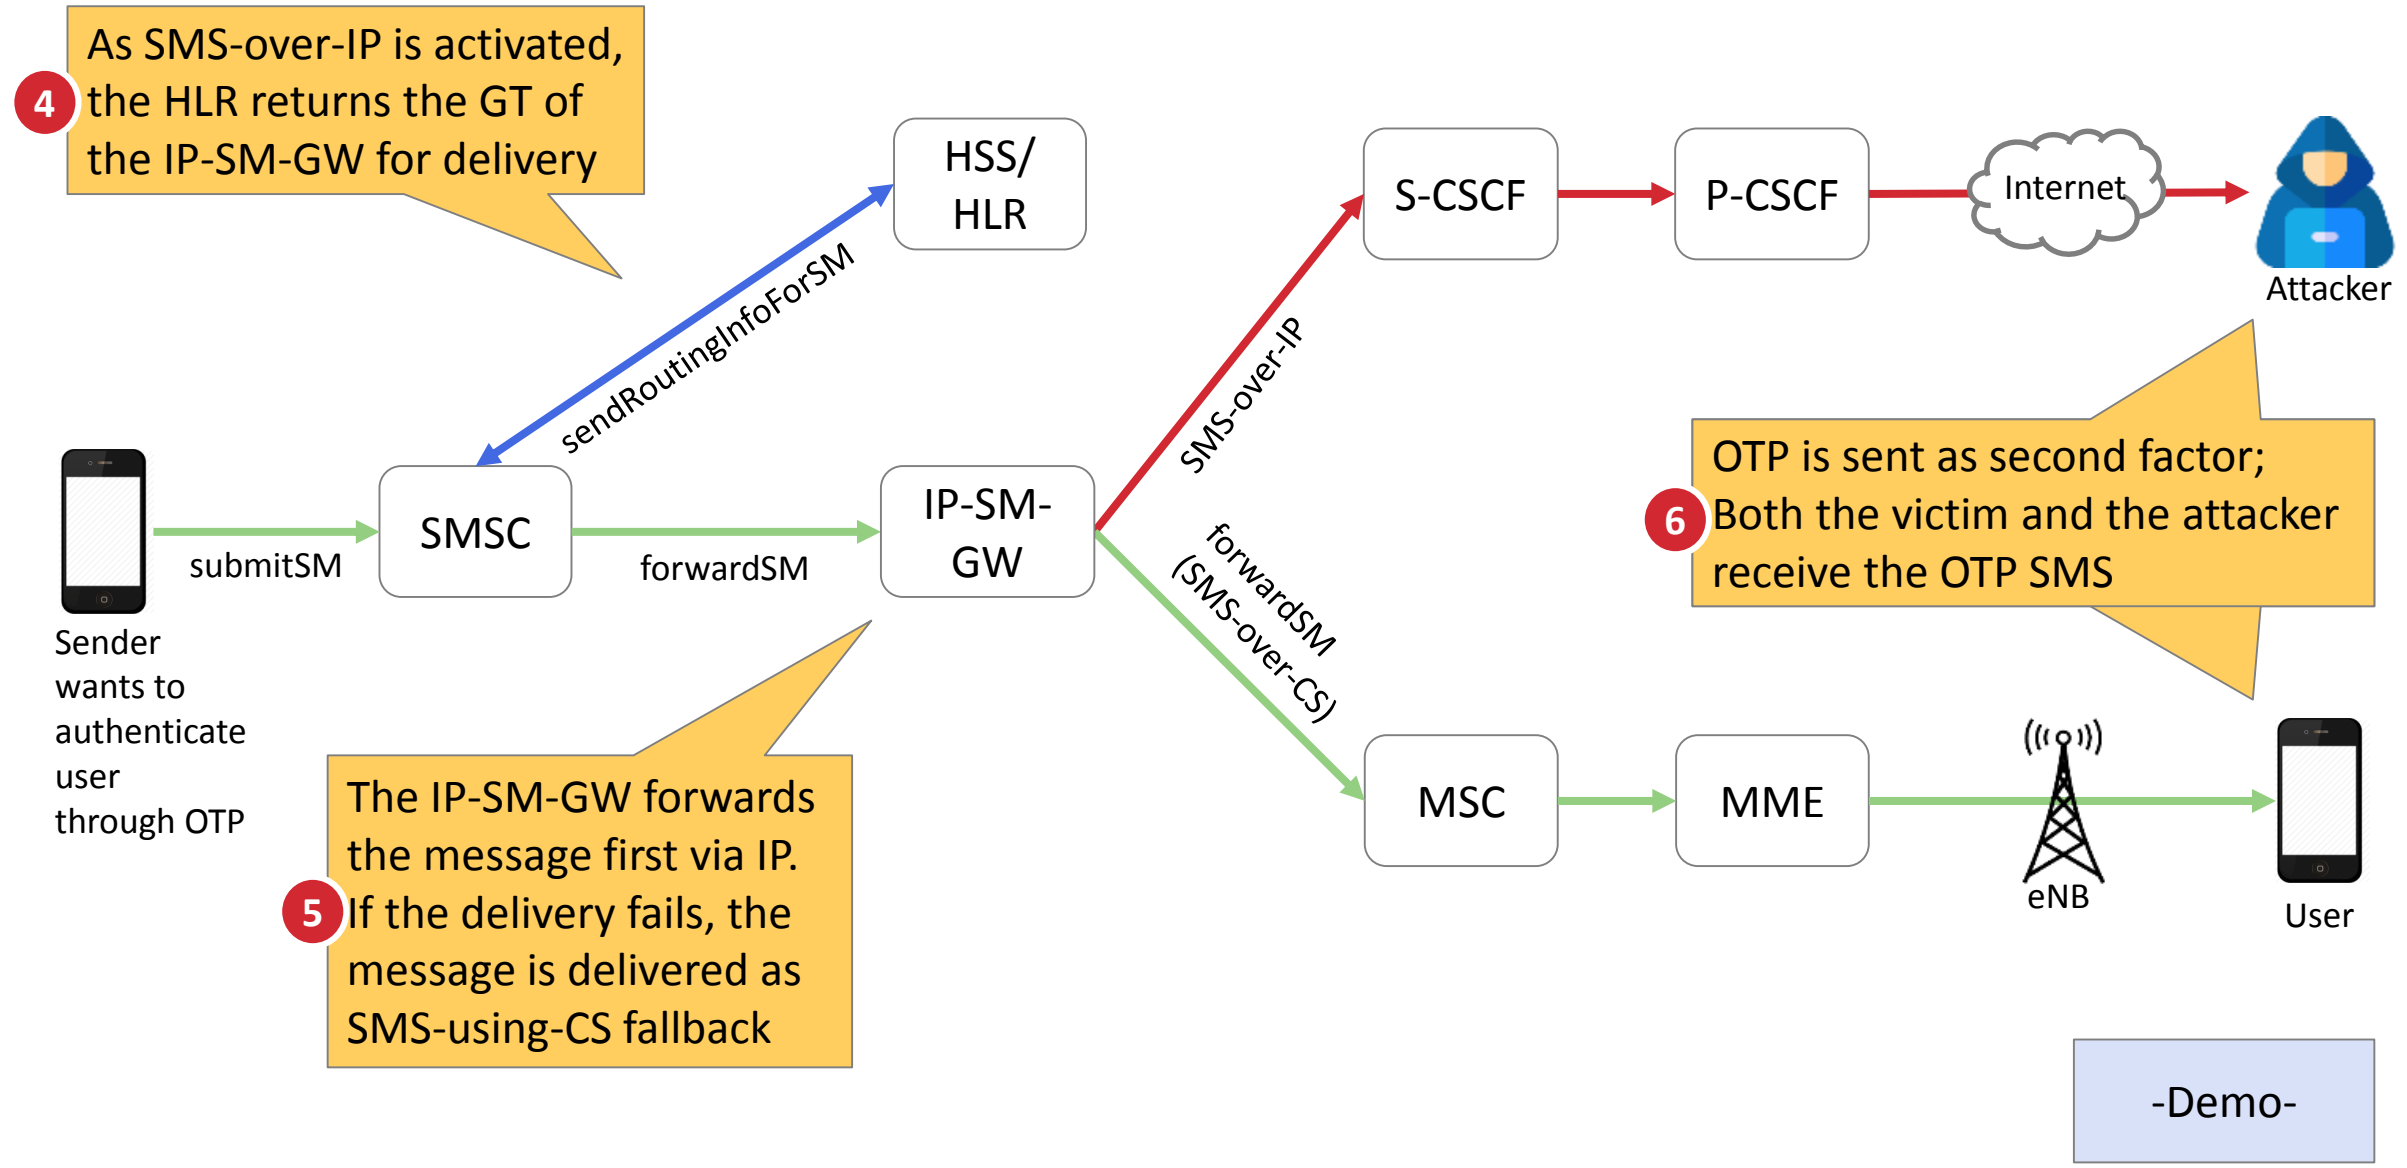 As SMS-over-IP is activated,
the HLR returns the GT of
the IP-SM-GW for delivery
4
HSS/
HLR
S-CSCF
P-CSCF
Internet
Attacker
sendRoutingInfoForSM
SMS-over-IP
OTP is sent as second factor;
Both the victim and the attacker
receive the OTP SMS
6
SMSC
IP-SM-
GW
submitSM
forwardSM
forwardSM
(SMS-over-CS)
Sender
wants to
authenticate
user
through OTP
The IP-SM-GW forwards
the message first via IP.
If the delivery fails, the
message is delivered as
SMS-using-CS fallback
5
MSC
MME
eNB
User
-Demo-